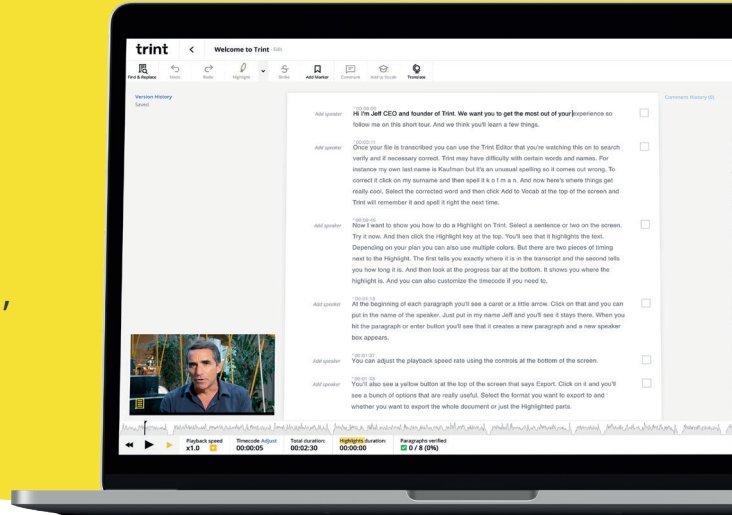 ,
trint < Welcome to Trint Edit
Find & Replace Undo Redo Highlight Strike Add Marker Comment Add to Vocab Translate
Version History
Saved
Comment History (0)
00:00:00
Add speaker Hi I'm Jeff CEO and founder of Trint. We want you to get the most out of your experience so
follow me on this short tour. And we think you'll learn a few things.
00:00:11
Add speaker Once your file is transcribed you can use the Trint Editor that you're watching this on to search
verify and if necessary correct. Trint may have difficulty with certain words and names. For
instance my own last name is Kaufman but it's an unusual spelling so it comes out wrong. To
correct it click on my surname and then spell it k o f m a n. And now here's where things get
really cool. Select the corrected word and then click Add to Vocab at the top of the screen and
Trint will remember it and spell it right the next time.
00:00:40
Add speaker Now I want to show you how to do a Highlight on Trint. Select a sentence or two on the screen.
Try it now. And then click the Highlight key at the top. You'll see that it highlights the text.
Depending on your plan you can also use multiple colors. But there are two pieces of timing
next to the Highlight. The first tells you exactly where it is in the transcript and the second tells
you how long it is. And then look at the progress bar at the bottom. It shows you where the
highlight is. And you can also customize the timecode if you need to.
00:01:13
Add speaker At the beginning of each paragraph you'll see a caret or a little arrow. Click on that and you can
put in the name of the speaker. Just put in my name Jeff and you'll see it stays there. When you
hit the paragraph or enter button you'll see that it creates a new paragraph and a new speaker
box appears.
Add speaker You can adjust the playback speed rate using the controls at the bottom of the screen.
Add speaker You'll also see a yellow button at the top of the screen that says Export. Click on it and you'll
see a bunch of options that are really useful. Select the format you want to export to and
whether you want to export the whole document or just the Highlighted parts.
Playback speed Timecode Adjust Total duration: Highlights duration: Paragraphs verified
x1.0 00:00:05 00:02:30 00:00:00 0 / 8 (0%)